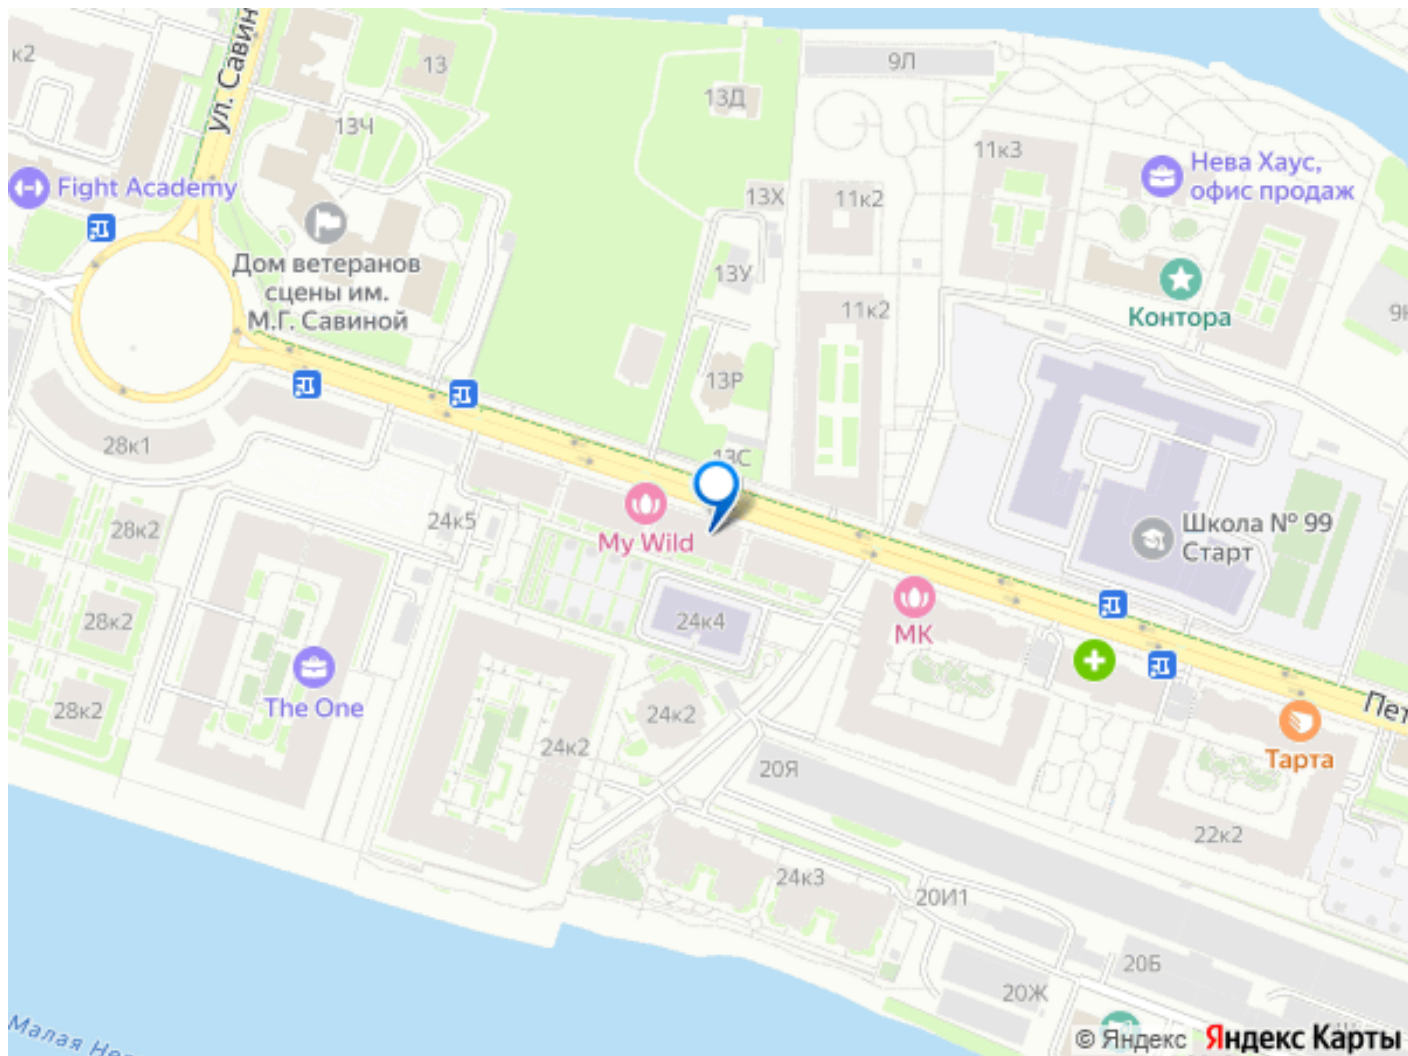 к2
ул. Савин
13
9Л
13Д
13Ч
11к3
Нева Хаус,
офис продаж
Fight Academy
13Х
11к2
Дом ветеранов
сцены им.
М.Г. Савиной
13У
11к2
Контора
13Р
28к1
13С
24к5
28к2
My Wild
Школа № 99
Старт
28к2
24к4
МК
The One
28к2
24к2
24к2
Пет
20Я
Тарта
22к2
24к3
20И1
20Б
20Ж
Малая Нев
© Яндекс
Яндекс Карты